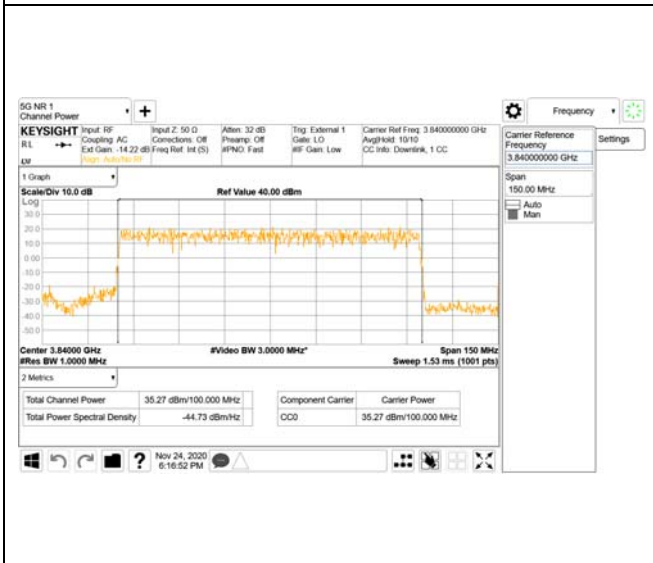 5G NR 1
Channel Power
Frequency
KEYSIGHT
RL
Input: RF
Coupling: AC
Ext Gain: -14.22 dB
Align: Auto/No RF
Input Z: 50 Ω
Corrections: Off
Freq Ref: Int (S)
Atten: 32 dB
Preamp: Off
#PNO: Fast
Trig: External 1
Gate: LO
#IF Gain: Low
Carrier Ref Freq: 3.840000000 GHz
Avg|Hold: 10/10
CC Info: Downlink, 1 CC
Carrier Reference
Frequency
3.840000000 GHz
Settings
Span
150.00 MHz
Auto
Man
1 Graph
Scale/Div 10.0 dB
Ref Value 40.00 dBm
Log
30.0
20.0
10.0
0.00
-10.0
-20.0
-30.0
-40.0
-50.0
Center 3.84000 GHz
#Res BW 1.0000 MHz
#Video BW 3.0000 MHz*
Span 150 MHz
Sweep 1.53 ms (1001 pts)
2 Metrics
Total Channel Power 35.27 dBm/100.000 MHz
Total Power Spectral Density -44.73 dBm/Hz
Component Carrier Carrier Power
CC0 35.27 dBm/100.000 MHz
?
Nov 24, 2020
6:16:52 PM